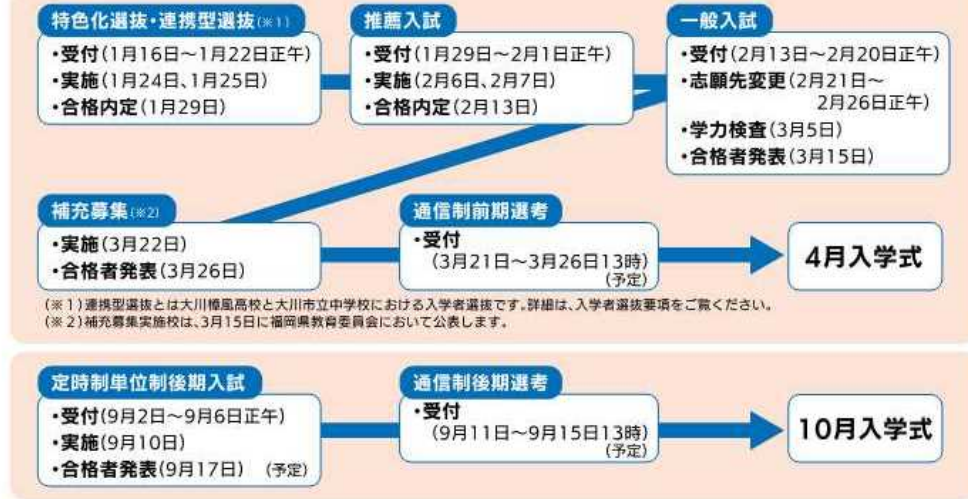 特色化選抜・連携型選抜(※1)
・受付(1月16日～1月22日正午)
・実施(1月24日、1月25日)
・合格内定(1月29日)
推薦入試
・受付(1月29日～2月1日正午)
・実施(2月6日、2月7日)
・合格内定(2月13日)
一般入試
・受付(2月13日～2月20日正午)
・志願先変更(2月21日～
2月26日正午)
・学力検査(3月5日)
・合格者発表(3月15日)
補充募集(※2)
・実施(3月22日)
・合格者発表(3月26日)
通信制前期選考
・受付
(3月21日～3月26日13時)
(予定)
4月入学式
(※1)連携型選抜とは大川樟風高校と大川市立中学校における入学者選抜です。詳細は、入学者選抜要項をご覧ください。
(※2)補充募集実施校は、3月15日に福岡県教育委員会において公表します。
定時制単位制後期入試
・受付(9月2日～9月6日正午)
・実施(9月10日)
・合格者発表(9月17日) (予定)
通信制後期選考
・受付
(9月11日～9月15日13時)
(予定)
10月入学式